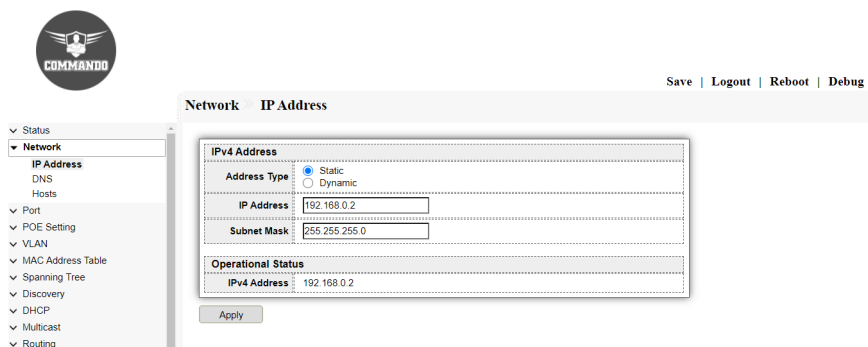 COMMANDO
Save | Logout | Reboot | Debug
Network » IP Address
Status
Network
IP Address
DNS
Hosts
Port
POE Setting
VLAN
MAC Address Table
Spanning Tree
Discovery
DHCP
Multicast
Routing
IPv4 Address
Address Type Static
Dynamic
IP Address 192.168.0.2
Subnet Mask 255.255.255.0
Operational Status
IPv4 Address 192.168.0.2
Apply